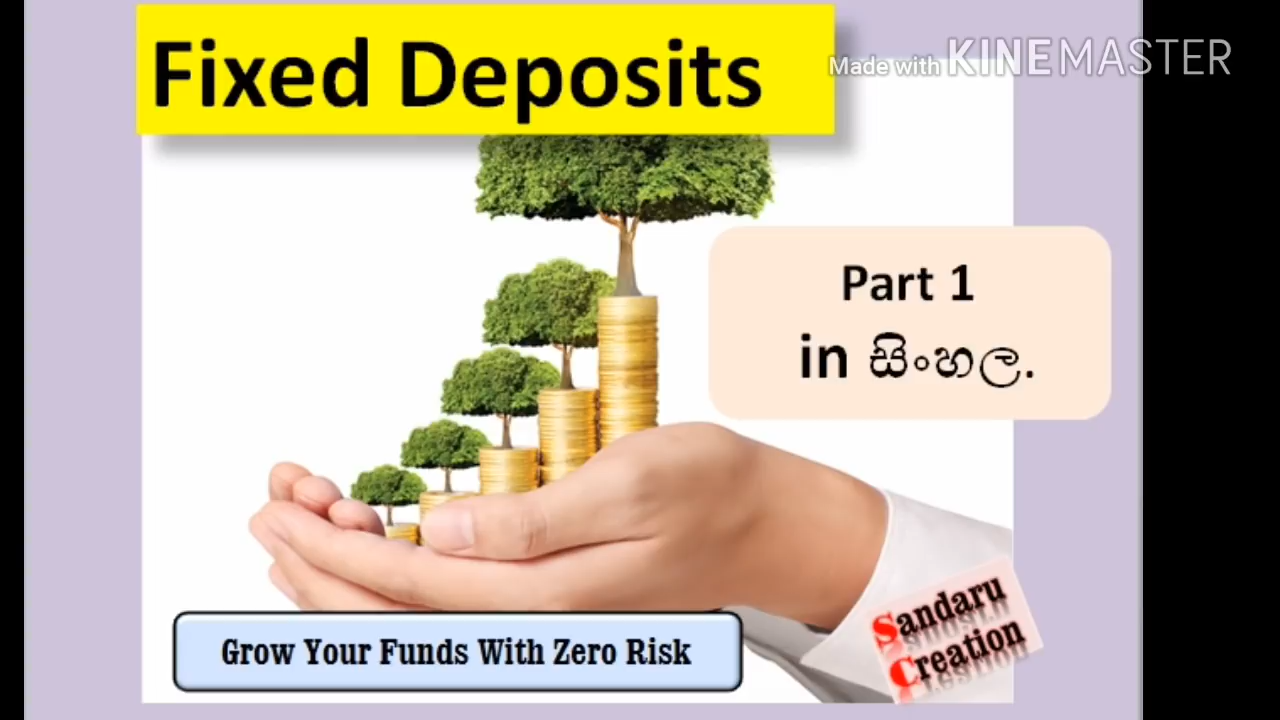 Fixed Deposits
Made with KINEMASTER
Part 1
in සිංහල.
Grow Your Funds With Zero Risk
Sandaru
Creation